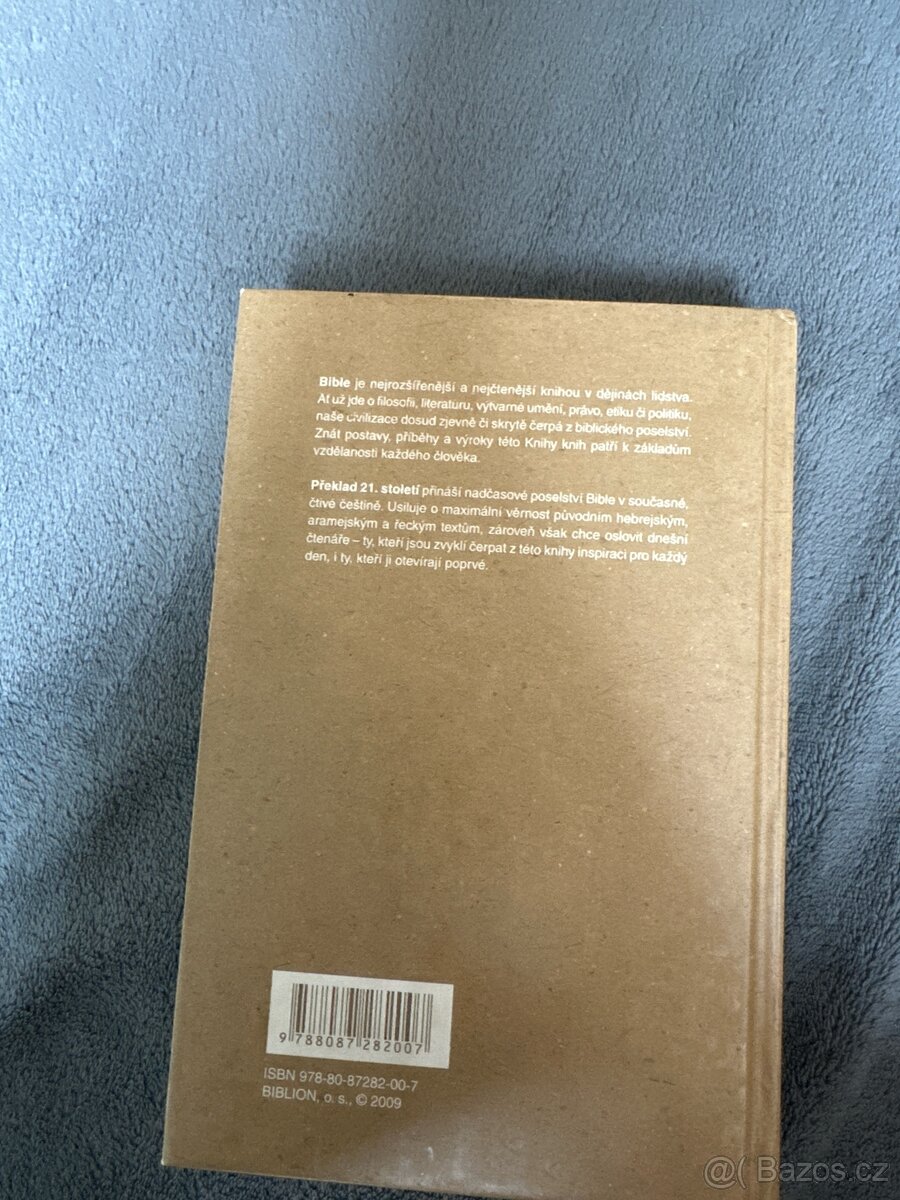 Bible je nejrozšířenější a nejčtenější knihou v dějinách lidstva.
Ať už jde o filosofii, literaturu, výtvarné umění, právo, etiku či politiku,
naše civilizace dosud zjevně či skrytě čerpá z biblického poselství.
Znát postavy, příběhy a výroky této Knihy knih patří k základům
vzdělanosti každého člověka.
Překlad 21. století přináší nadčasové poselství Bible v současné,
čtivé češtině. Usiluje o maximální věrnost původním hebrejským,
aramejským a řeckým textům, zároveň však chce oslovit dnešní
čtenáře – ty, kteří jsou zvyklí čerpat z této knihy inspiraci pro každý
den, i ty, kteří ji otevírají poprvé.
9 788087 282007
ISBN 978-80-87282-00-7
BIBLION, o. s., © 2009
@( Bazos.cz